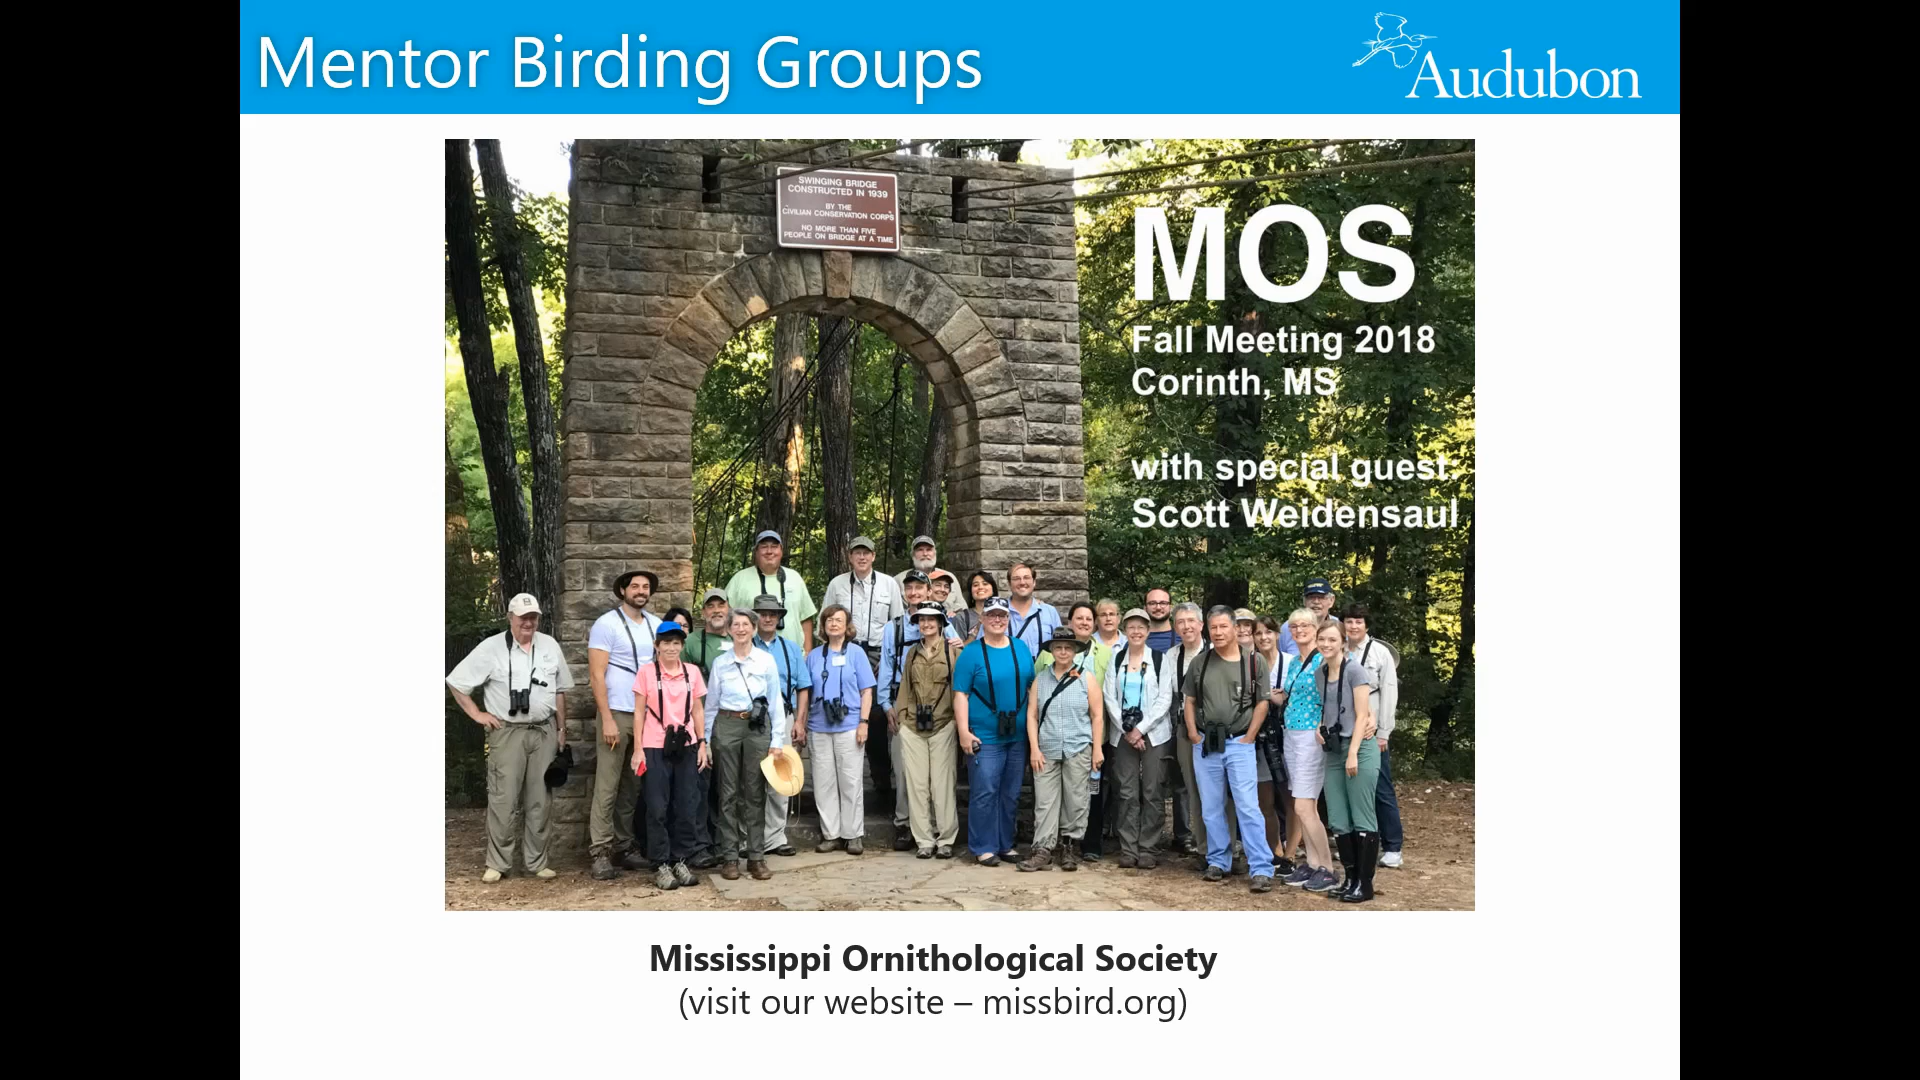 Mentor Birding Groups
Audubon
SWINGING BRIDGE
CONSTRUCTED IN 1939
BY THE
CIVILIAN CONSERVATION CORPS
NO MORE THAN FIVE
PEOPLE ON BRIDGE AT A TIME
MOS
Fall Meeting 2018
Corinth, MS
with special guest:
Scott Weidensaul
Mississippi Ornithological Society
(visit our website – missbird.org)